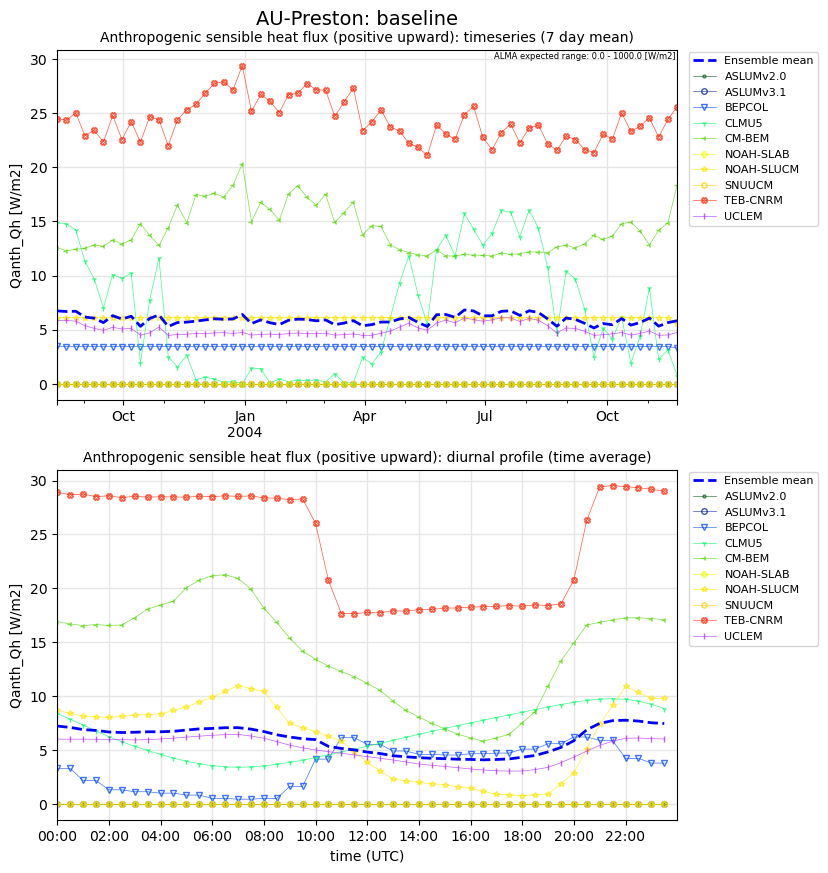 AU-Preston: baseline
Anthropogenic sensible heat flux (positive upward): timeseries (7 day mean)
ALMA expected range: 0.0 - 1000.0 [W/m2]
Qanth_Qh [W/m2]
30
25
20
15
10
5
0
Oct
Jan
2004
Apr
Jul
Oct
Ensemble mean
ASLUMv2.0
ASLUMv3.1
BEPCOL
CLMU5
CM-BEM
NOAH-SLAB
NOAH-SLUCM
SNUUCM
TEB-CNRM
UCLEM
Anthropogenic sensible heat flux (positive upward): diurnal profile (time average)
Qanth_Qh [W/m2]
30
25
20
15
10
5
0
00:00
02:00
04:00
06:00
08:00
10:00
12:00
14:00
16:00
18:00
20:00
22:00
time (UTC)
Ensemble mean
ASLUMv2.0
ASLUMv3.1
BEPCOL
CLMU5
CM-BEM
NOAH-SLAB
NOAH-SLUCM
SNUUCM
TEB-CNRM
UCLEM